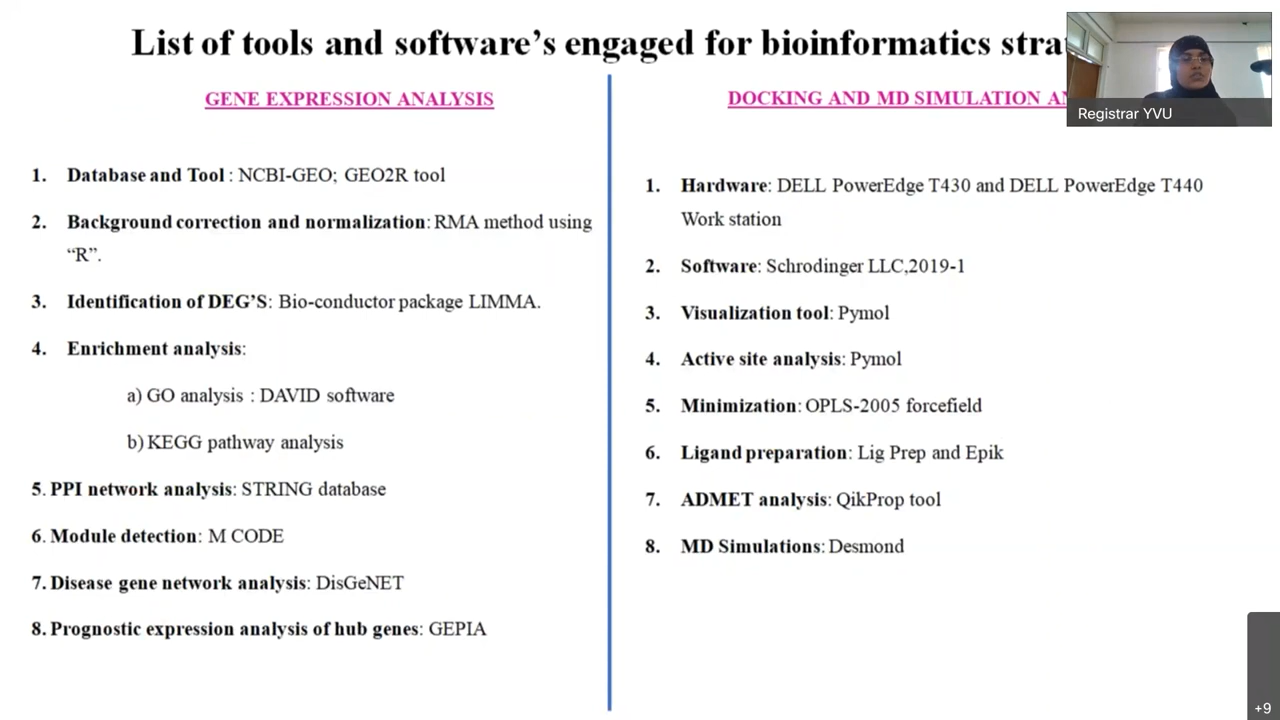 List of tools and software's engaged for bioinformatics
GENE EXPRESSION ANALYSIS
1. Database and Tool : NCBI-GEO; GEO2R tool
2. Background correction and normalization: RMA method using
“R”.
3. Identification of DEG'S: Bio-conductor package LIMMA.
4. Enrichment analysis:
a) GO analysis : DAVID software
b) KEGG pathway analysis
5. PPI network analysis: STRING database
6. Module detection: M CODE
7. Disease gene network analysis: DisGeNET
8. Prognostic expression analysis of hub genes: GEPIA
DOCKING AND MD SIMULATION
1. Hardware: DELL PowerEdge T430 and DELL PowerEdge T440
Work station
2. Software: Schrodinger LLC,2019-1
3. Visualization tool: Pymol
4. Active site analysis: Pymol
5. Minimization: OPLS-2005 forcefield
6. Ligand preparation: Lig Prep and Epik
7. ADMET analysis: QikProp tool
8. MD Simulations: Desmond
Registrar YVU
+9